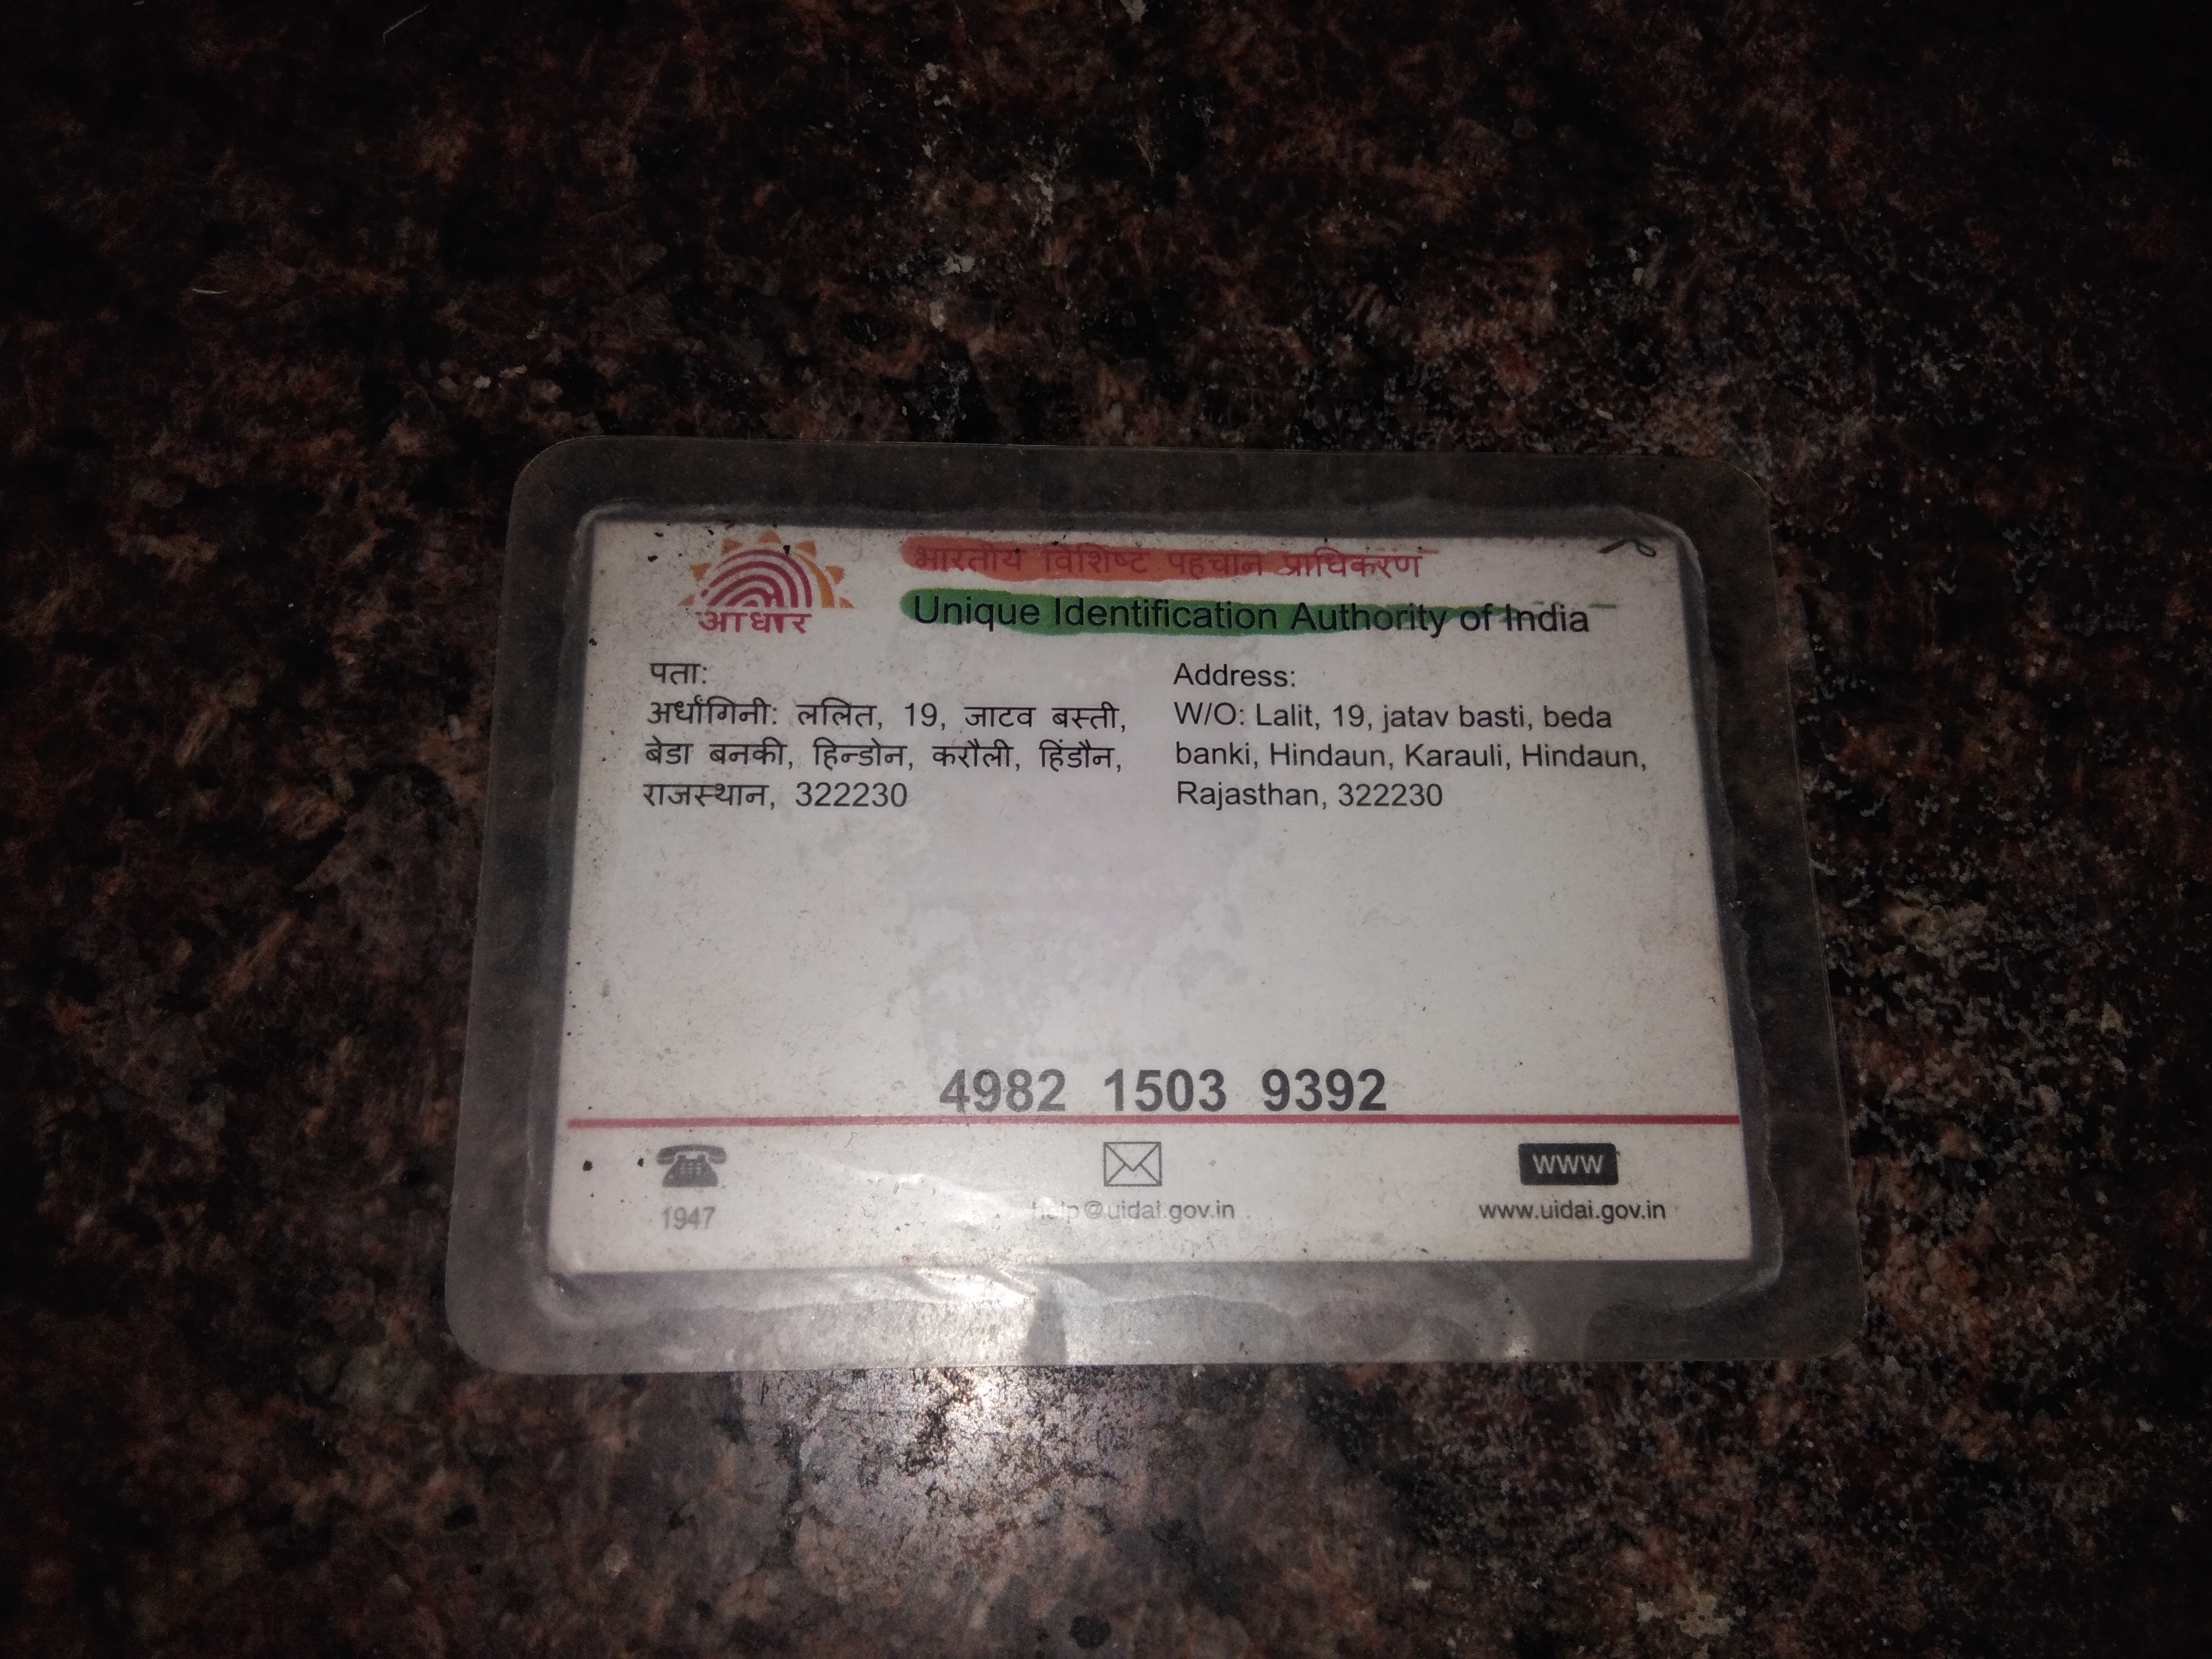 आधार
भारतीय विशिष्ट पहचान प्राधिकरण
Unique Identification Authority of India
पता:
अर्धांगिनी: ललित, 19, जाटव बस्ती,
बेडा बनकी, हिन्डोन, करौली, हिंडौन,
राजस्थान, 322230
Address:
W/O: Lalit, 19, jatav basti, beda
banki, Hindaun, Karauli, Hindaun,
Rajasthan, 322230
4982 1503 9392
1947
help@uidai.gov.in
www
www.uidai.gov.in